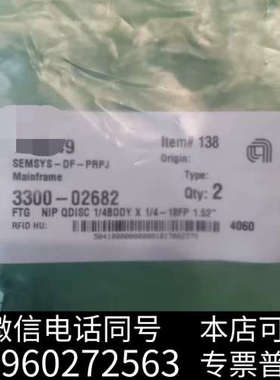 9 Item# 138
SEMSYS-DF-PRPJ Origin:
Mainframe Type:
3300-02682 Qty: 2
FTG NIP QDISC 1/4BODY X 1/4-18FP 1.52"
RFID HU: 4060
微信电话同号 本店可
960272563 专票普票